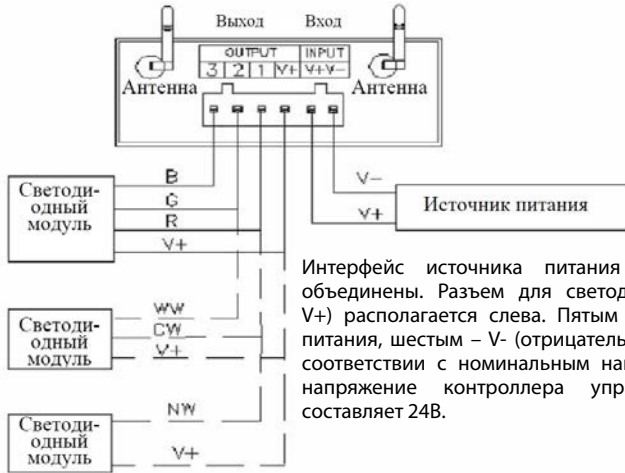 Выход Вход
OUTPUT INPUT
3 2 1 V+ V+ V-
Антенна Антенна
B
G
R
V+
Светоди-
одный
модуль
V-
V+
Источник питания
Интерфейс источника питания
объединены. Разъем для светод
V+) располагается слева. Пятым
питания, шестым – V- (отрицатель
соответствии с номинальным на
напряжение контроллера упр
составляет 24В.
WW
CW
V+
Светоди-
одный
модуль
NW
V+
Светоди-
одный
модуль